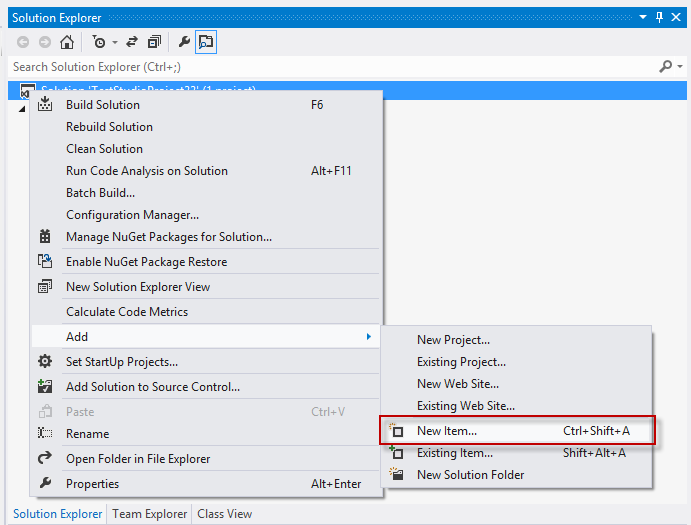 Solution Explorer
Search Solution Explorer (Ctrl+;)
Solution 'TestStudioProject23' (1 project)
Build Solution F6
Rebuild Solution
Clean Solution
Run Code Analysis on Solution Alt+F11
Batch Build...
Configuration Manager...
Manage NuGet Packages for Solution...
Enable NuGet Package Restore
New Solution Explorer View
Calculate Code Metrics
Add
New Project...
Set StartUp Projects...
Existing Project...
Add Solution to Source Control...
New Web Site...
Existing Web Site...
Paste Ctrl+V
New Item... Ctrl+Shift+A
Rename
Existing Item... Shift+Alt+A
Open Folder in File Explorer
New Solution Folder
Properties Alt+Enter
Solution Explorer Team Explorer Class View